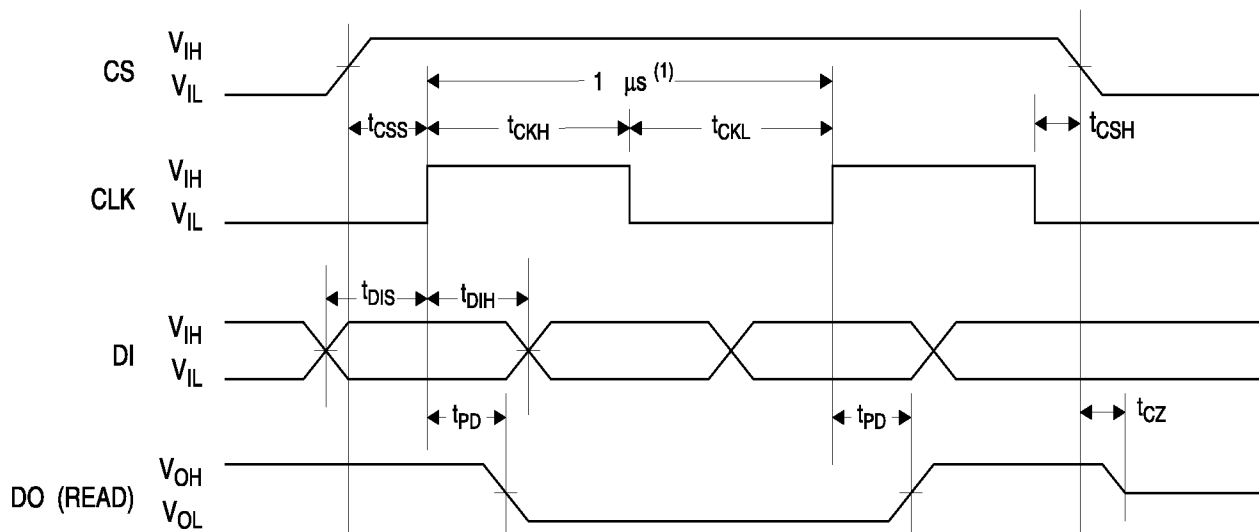 CS V_IH
V_IL
1 μs (1)
t_CSS t_CKH t_CKL t_CSH
CLK V_IH
V_IL
t_DIS t_DIH
DI V_IH
V_IL
t_PD t_PD t_CZ
DO (READ) V_OH
V_OL